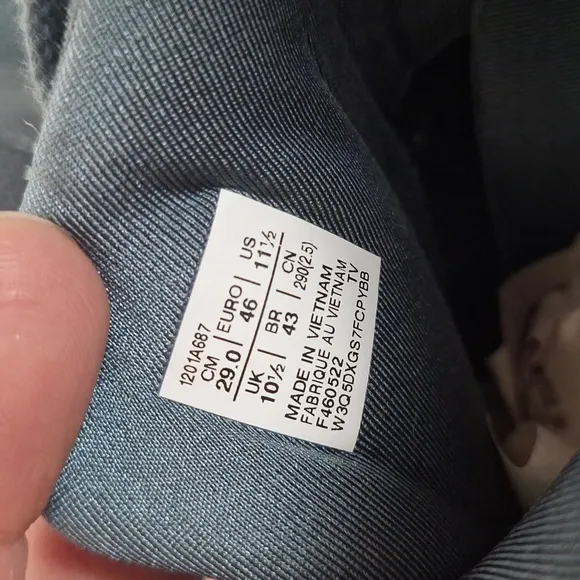 1201A687
CM | EURO | US
29.0 | 46 | 11½
UK | BR | CN
10½ | 43 | 290(2.5)
MADE IN VIETNAM
FABRIQUE AU VIETNAM
F460522 TV
W3Q5DXGS7FCPYBB